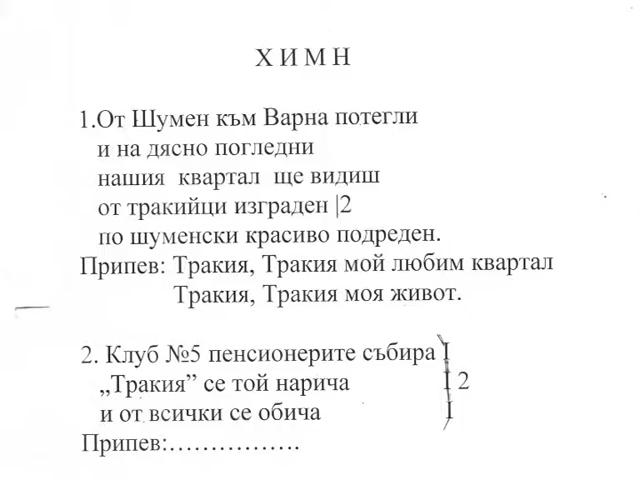 ХИМН
1.От Шумен към Варна потегли
и на дясно погледни
нашия квартал ще видиш
от тракийци изграден |2
по шуменски красиво подреден.
Припев: Тракия, Тракия мой любим квартал
Тракия, Тракия моя живот.
2. Клуб №5 пенсионерите събира I
„Тракия” се той нарича I 2
и от всички се обича I
Припев:…………….